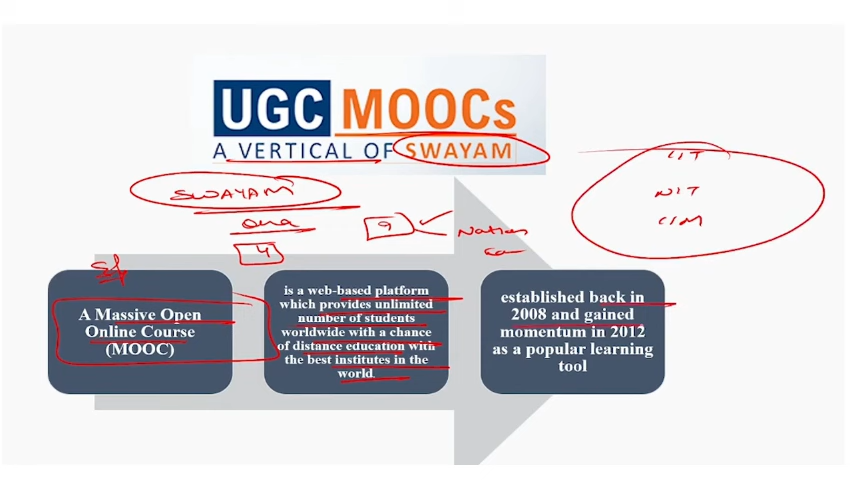 UGC MOOCs
A VERTICAL OF SWAYAM
SWAYAM
4
9
IIT
NIT
IIM
A Massive Open
Online Course
(MOOC)
is a web-based platform
which provides unlimited
number of students
worldwide with a chance
of distance education with
the best institutes in the
world.
established back in
2008 and gained
momentum in 2012
as a popular learning
tool